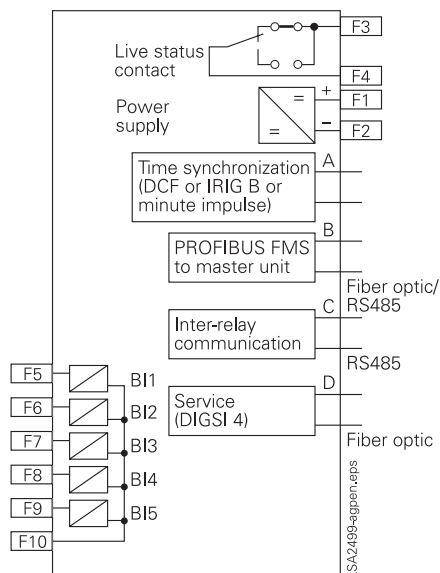 F3
Live status
contact
F4
Power
supply
= =
+
–
F1
F2
Time synchronization
(DCF or IRIG B or
minute impulse)
A
PROFIBUS FMS
to master unit
B
Fiber optic/
RS485
Inter-relay
communication
C
RS485
Service
(DIGSI 4)
D
Fiber optic
F5
BI1
F6
BI2
F7
BI3
F8
BI4
F9
BI5
F10
LSA2499-agpen.eps